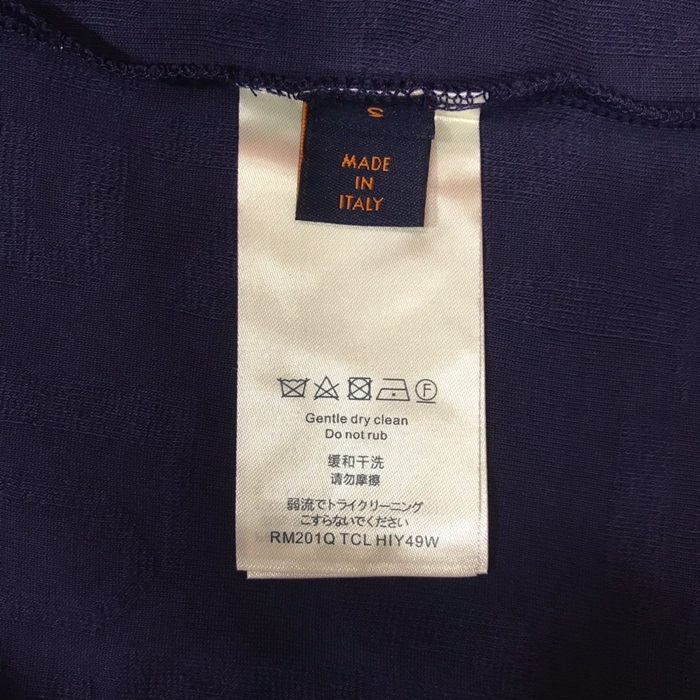 S
MADE
IN
ITALY
F
Gentle dry clean
Do not rub
缓和干洗
请勿摩擦
弱流でトライクリーニング
こすらないでください
RM201Q TCL HIY49W